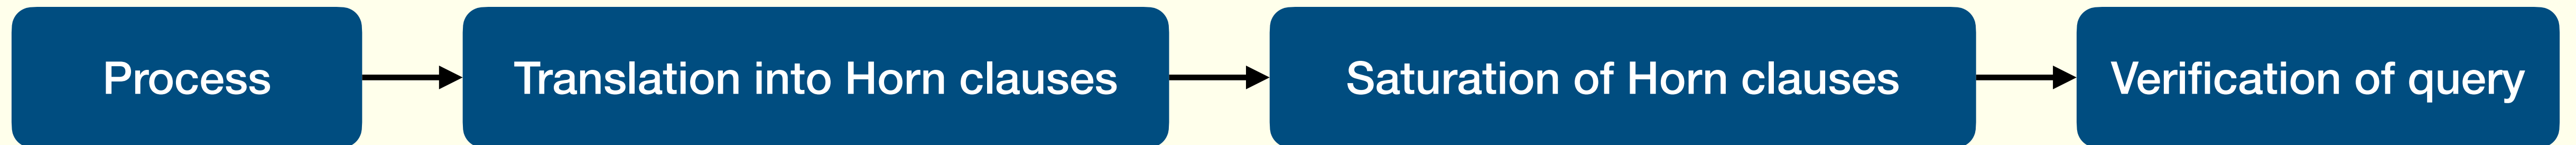 Process
Translation into Horn clauses
Saturation of Horn clauses
Verification of query